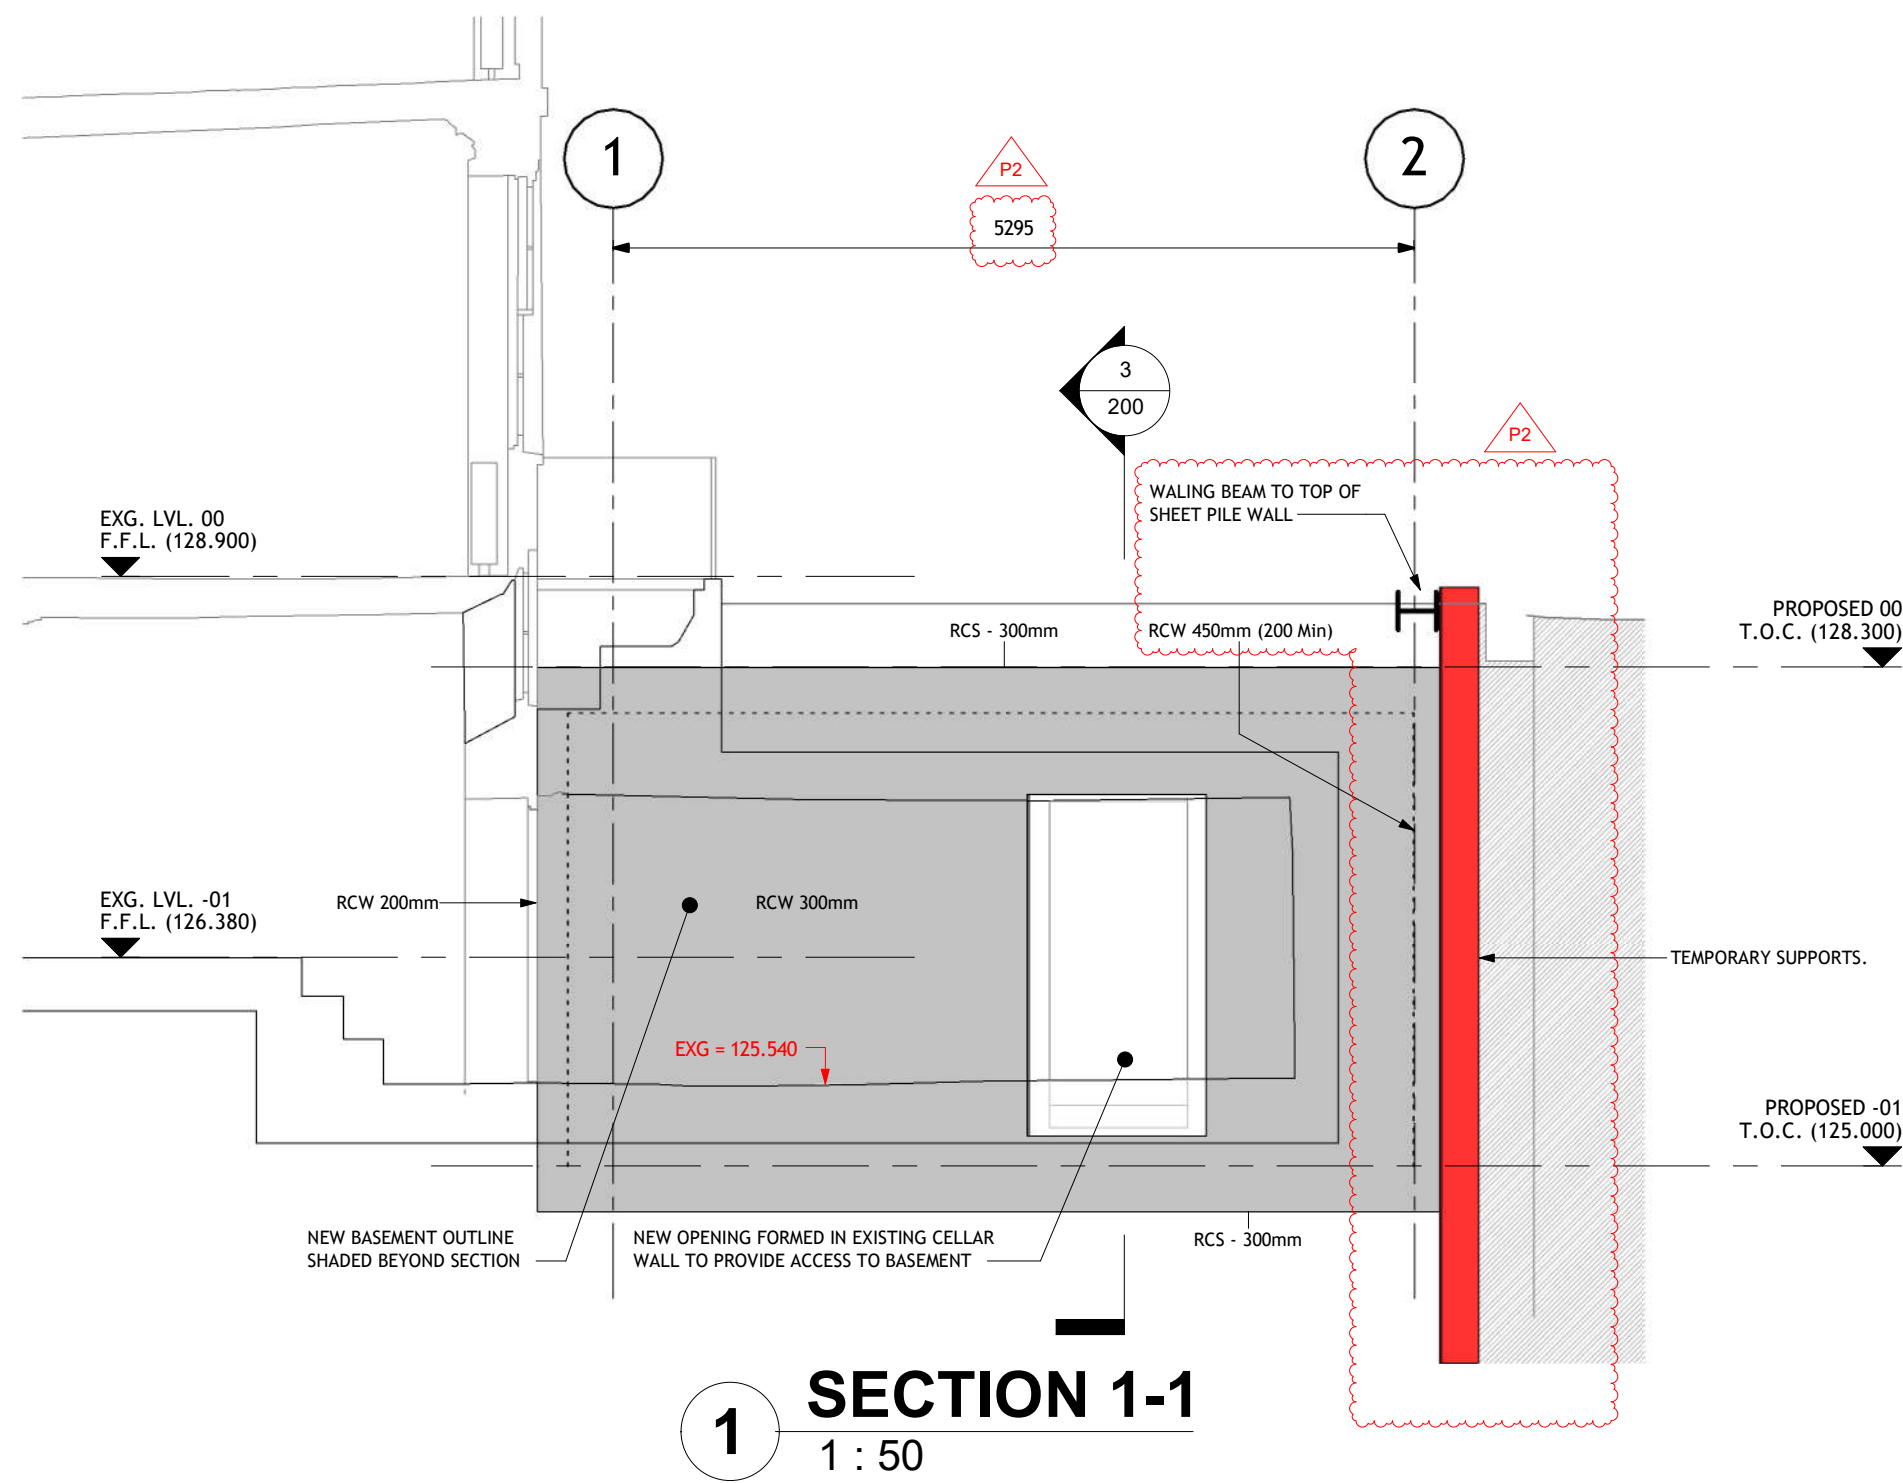 1
2
P2
5295
3
200
P2
WALING BEAM TO TOP OF
SHEET PILE WALL
EXG. LVL. 00
F.F.L. (128.900)
RCS - 300mm
RCW 450mm (200 Min)
PROPOSED 00
T.O.C. (128.300)
EXG. LVL. -01
F.F.L. (126.380)
RCW 200mm
RCW 300mm
TEMPORARY SUPPORTS.
EXG = 125.540
PROPOSED -01
T.O.C. (125.000)
NEW BASEMENT OUTLINE
SHADED BEYOND SECTION
NEW OPENING FORMED IN EXISTING CELLAR
WALL TO PROVIDE ACCESS TO BASEMENT
RCS - 300mm
1
SECTION 1-1
1 : 50